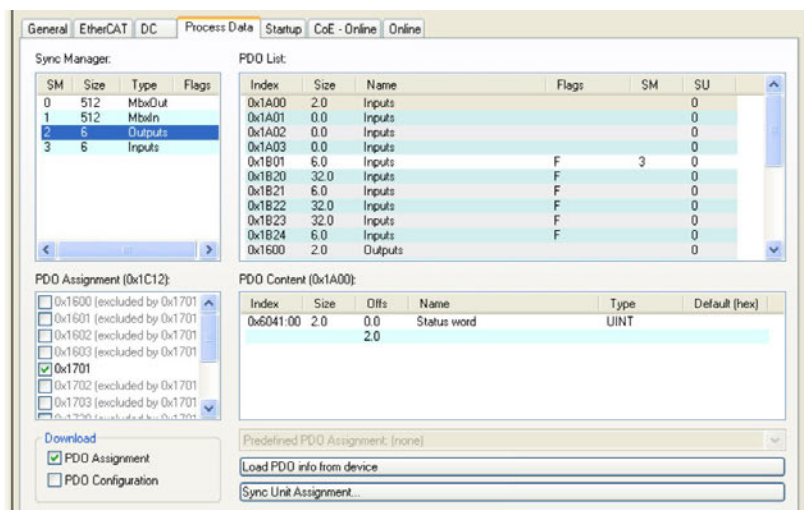 General EtherCAT DC Process Data Startup CoE - Online Online
Sync Manager:
SM Size Type Flags
0 512 MbxOut
1 512 MbxIn
2 6 Outputs
3 6 Inputs
PDO List:
Index Size Name Flags SM SU
0x1A00 2.0 Inputs 0
0x1A01 0.0 Inputs 0
0x1A02 0.0 Inputs 0
0x1A03 0.0 Inputs 0
0x1B01 6.0 Inputs F 3 0
0x1B20 32.0 Inputs F 0
0x1B21 6.0 Inputs F 0
0x1B22 32.0 Inputs F 0
0x1B23 32.0 Inputs F 0
0x1B24 6.0 Inputs F 0
0x1600 2.0 Outputs 0
PDO Assignment (0x1C12):
0x1600 (excluded by 0x1701
0x1601 (excluded by 0x1701
0x1602 (excluded by 0x1701
0x1603 (excluded by 0x1701
0x1701
0x1702 (excluded by 0x1701
0x1703 (excluded by 0x1701
PDO Content (0x1A00):
Index Size Offs Name Type Default (hex)
0x6041:00 2.0 0.0 Status word UINT
2.0
Download
PDO Assignment
PDO Configuration
Predefined PDO Assignment: (none)
Load PDO info from device
Sync Unit Assignment...